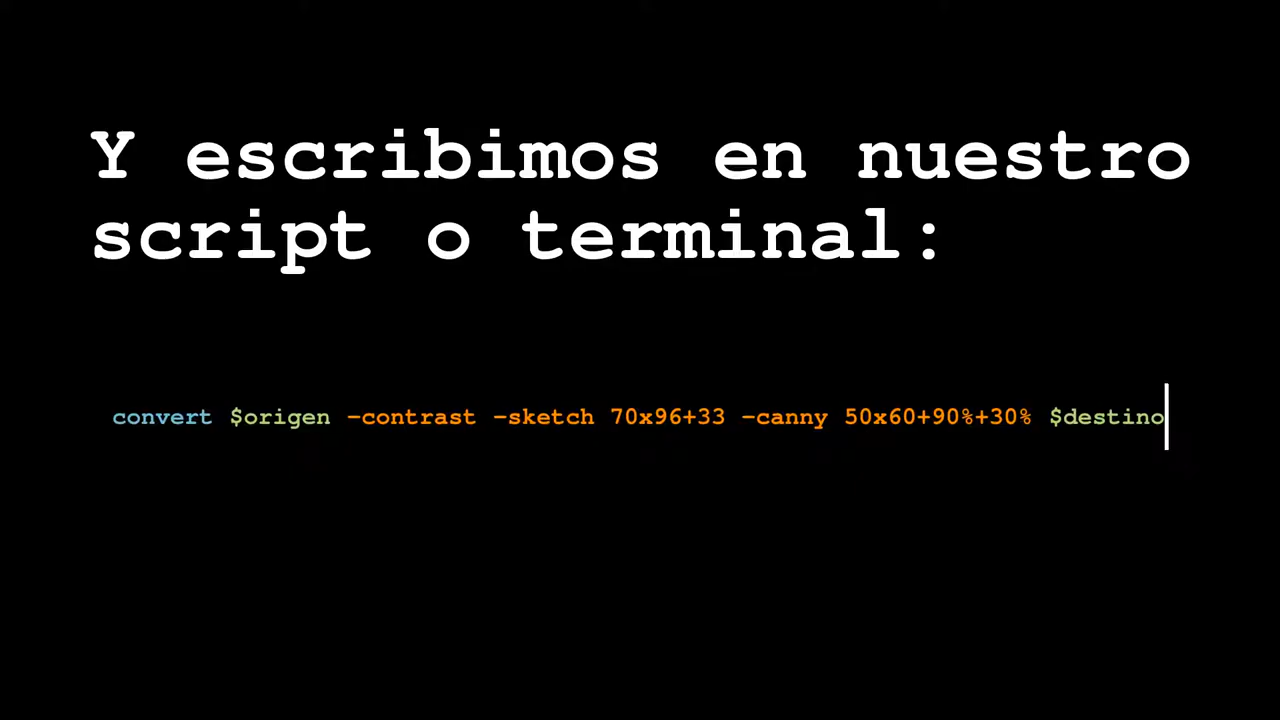 Y escribimos en nuestro
script o terminal:
convert $origen -contrast -sketch 70x96+33 -canny 50x60+90%+30% $destino